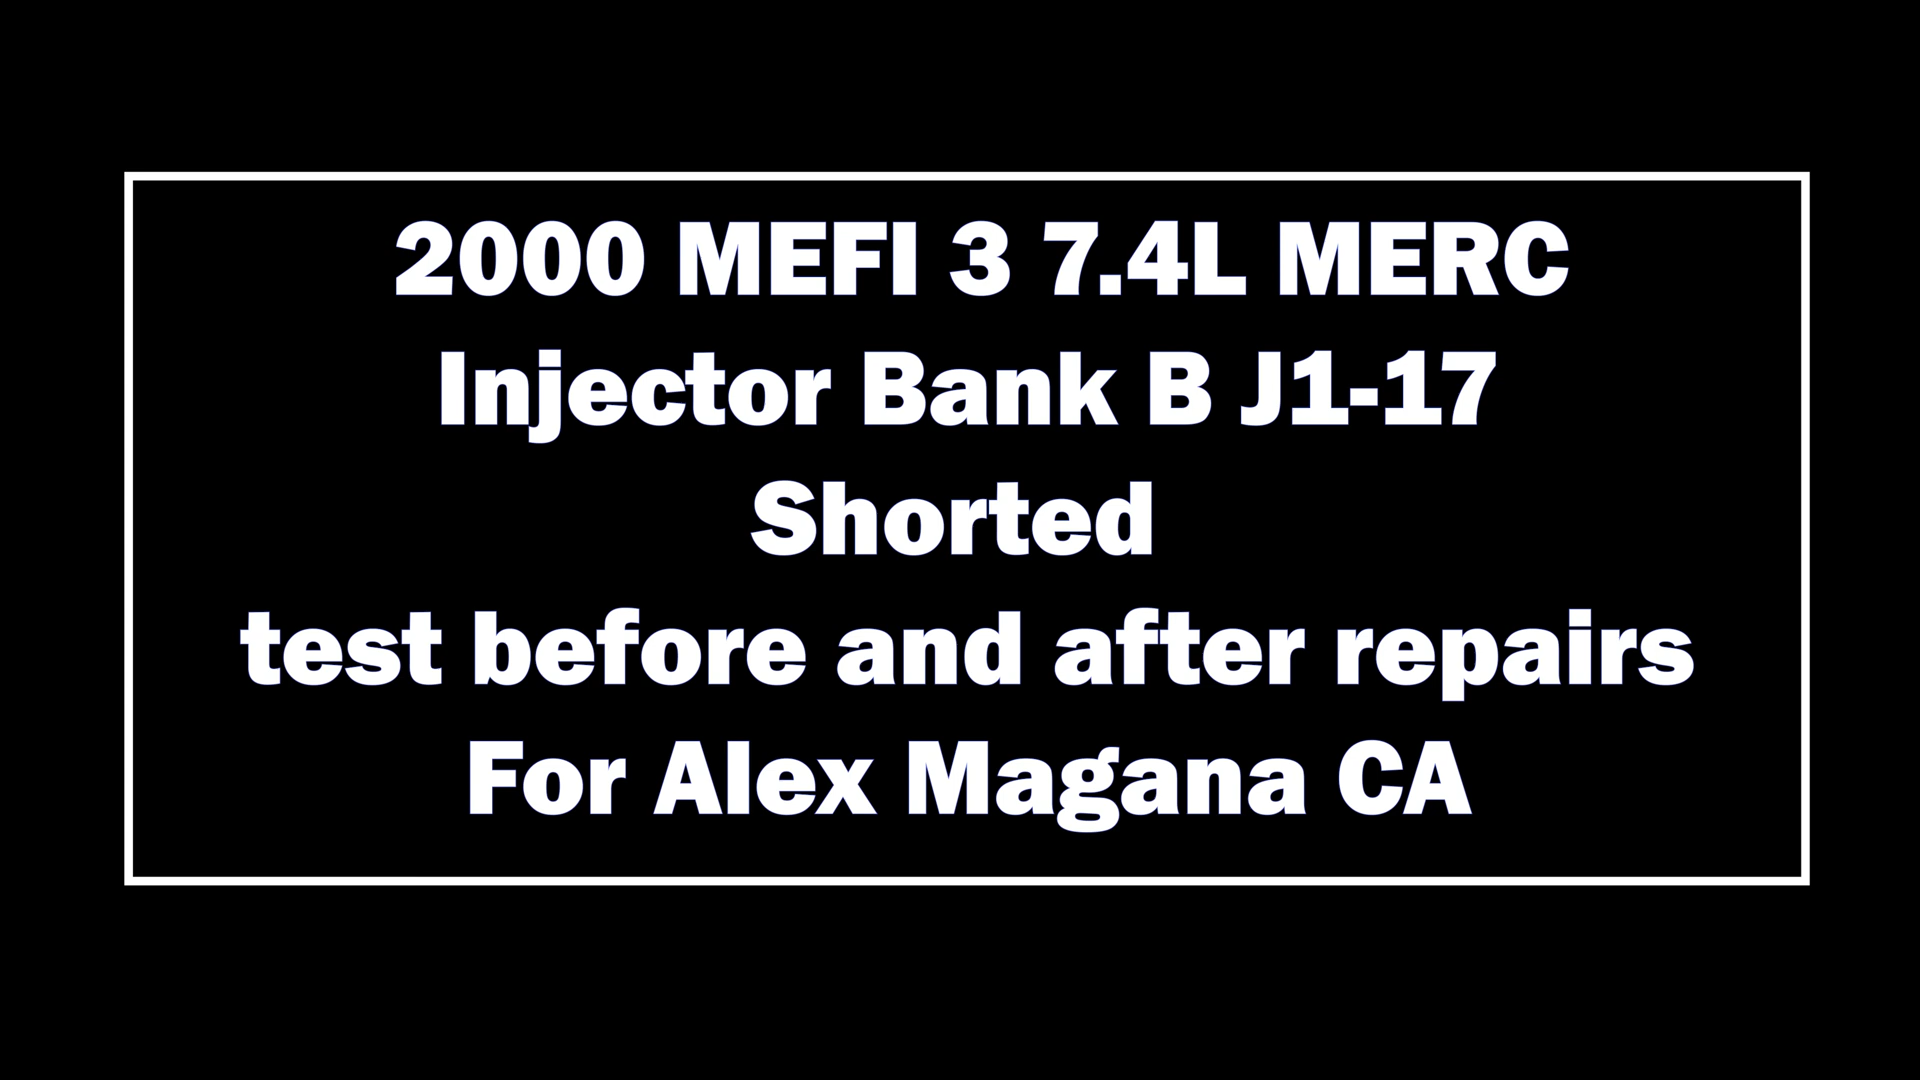 2000 MEFI 3 7.4L MERC
Injector Bank B J1-17
Shorted
test before and after repairs
For Alex Magana CA